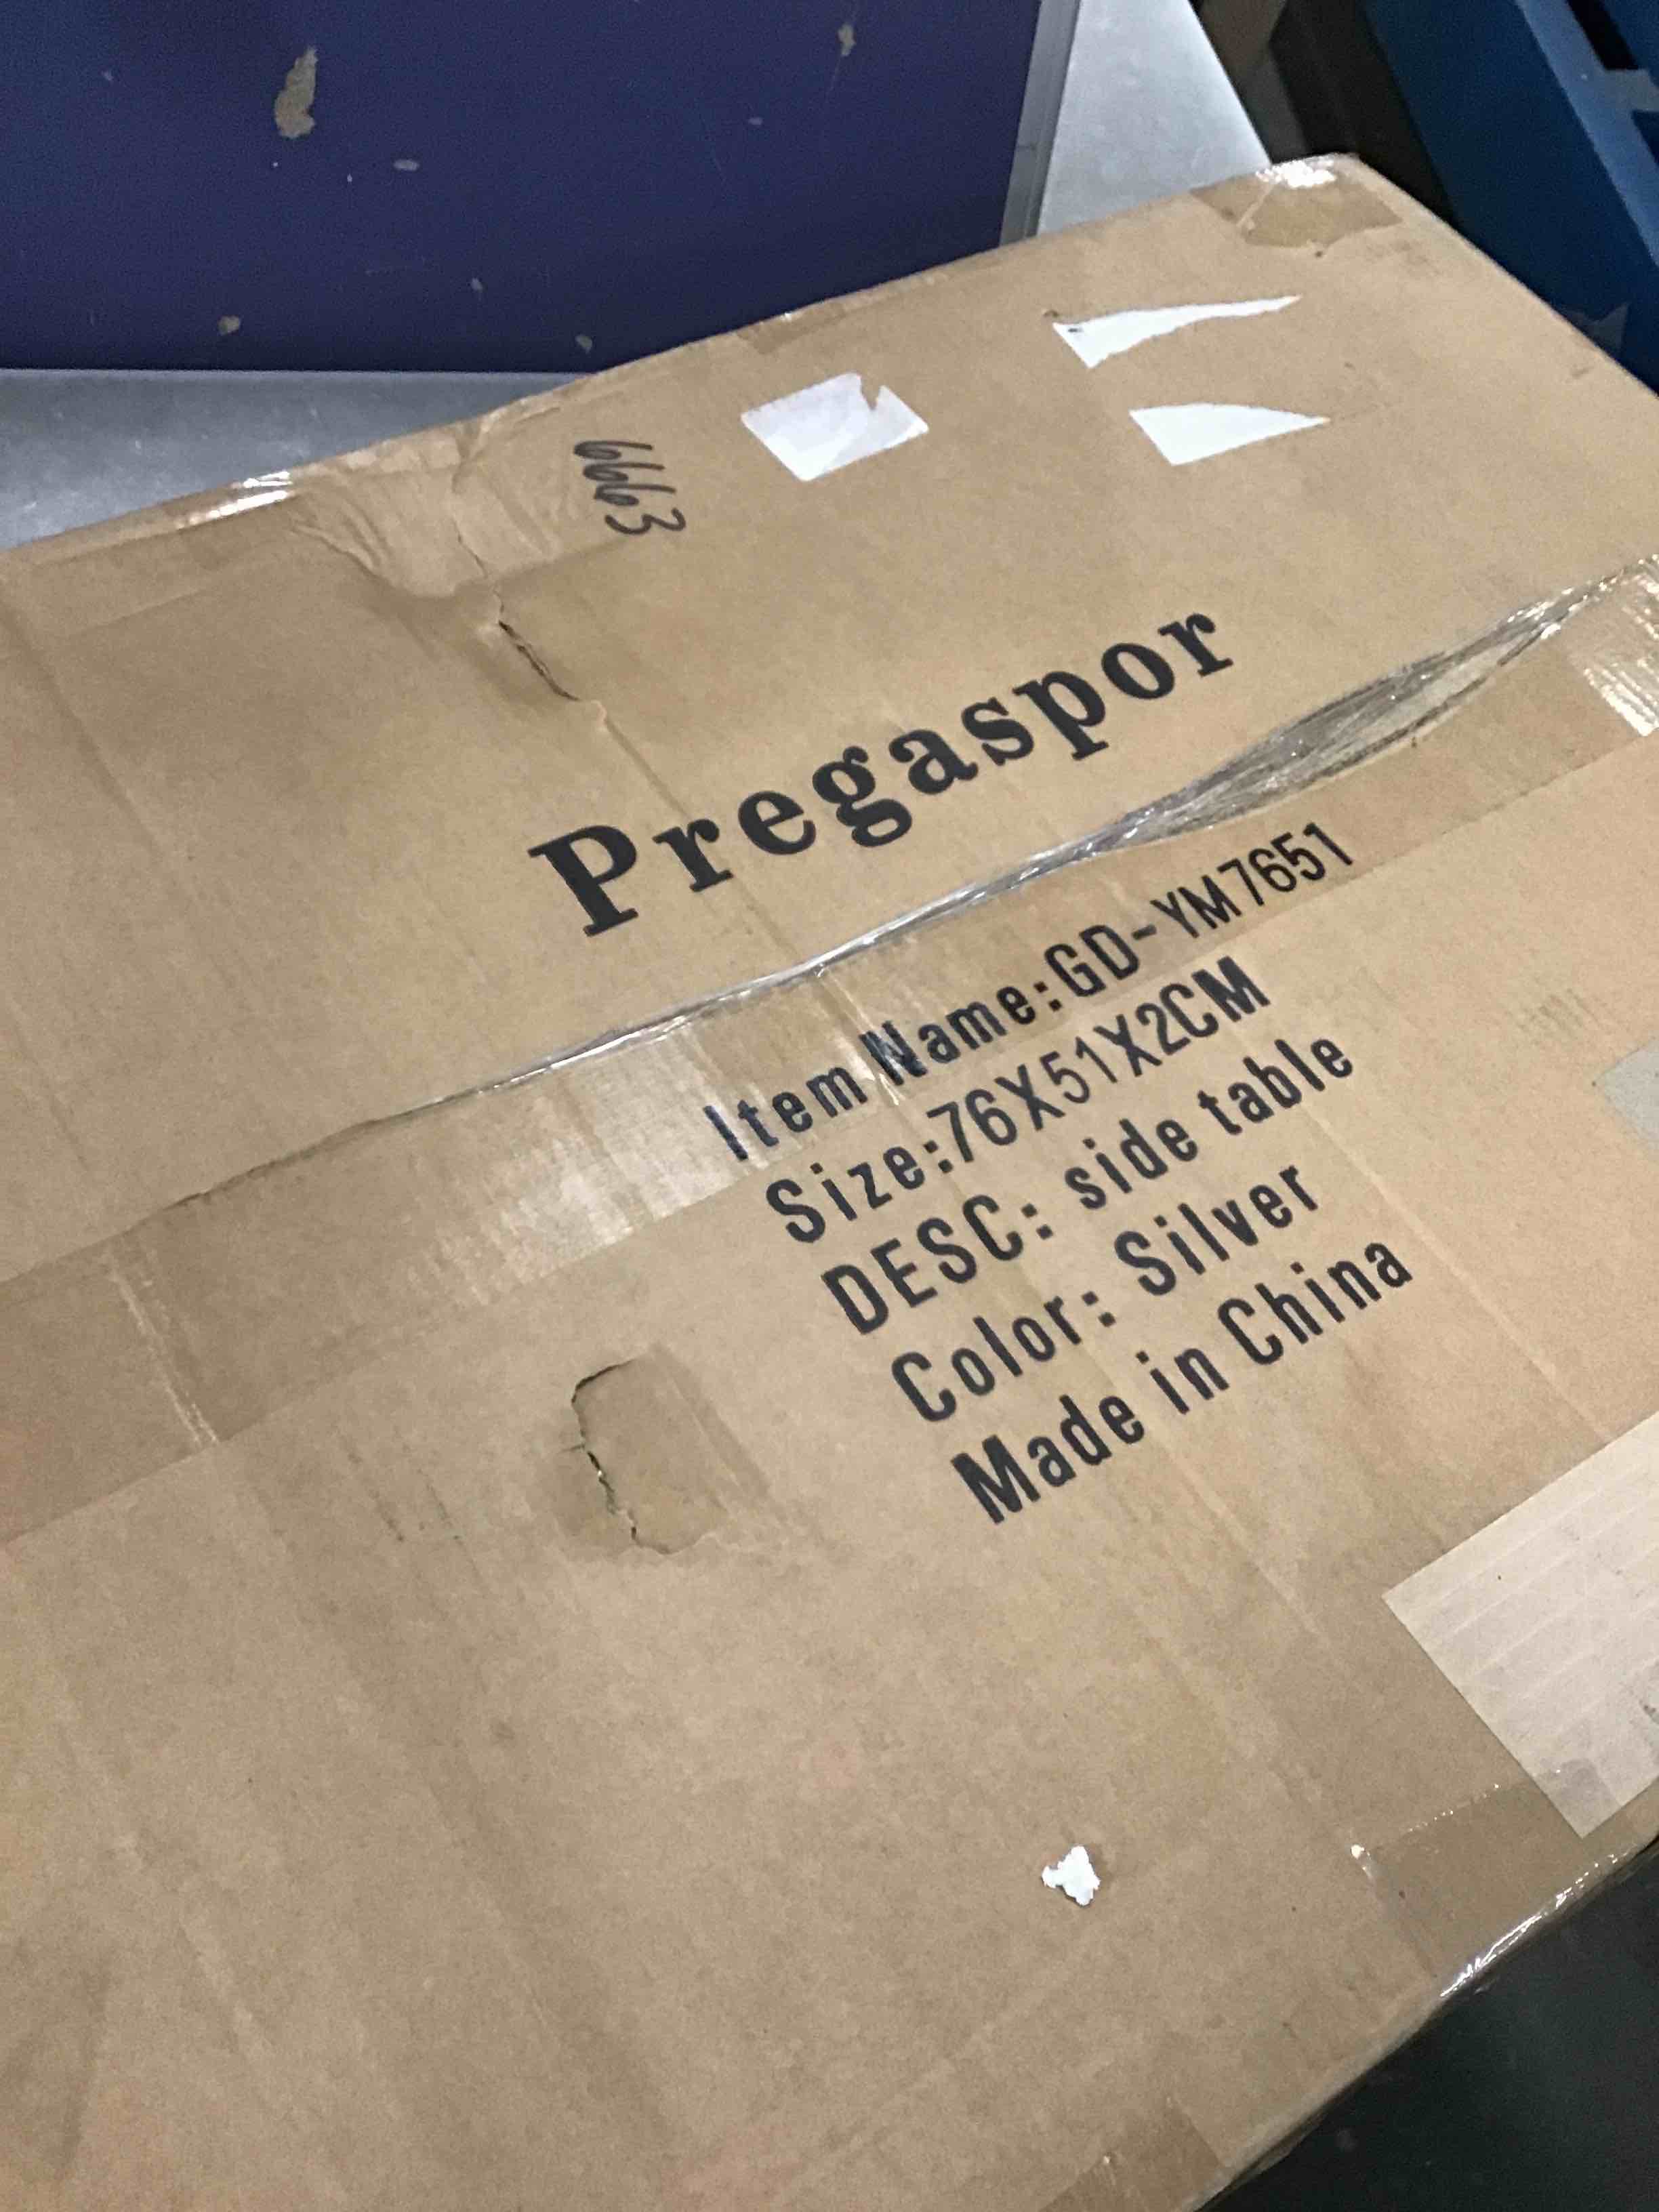 6663
Pregaspor
Item Name:GD-YM7651
Size:76X51X2CM
DESC: side table
Color: Silver
Made in China